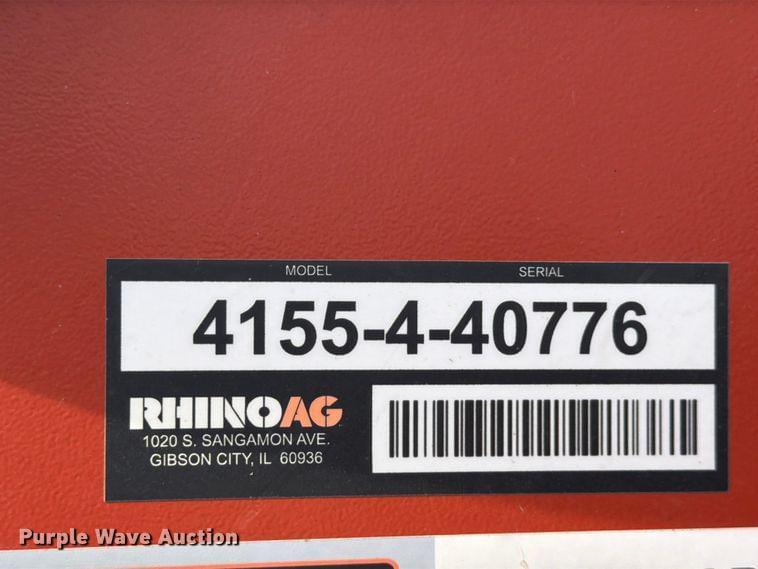 MODEL SERIAL
4155-4-40776
RHINOAG
1020 S. SANGAMON AVE.
GIBSON CITY, IL 60936
Purple Wave Auction